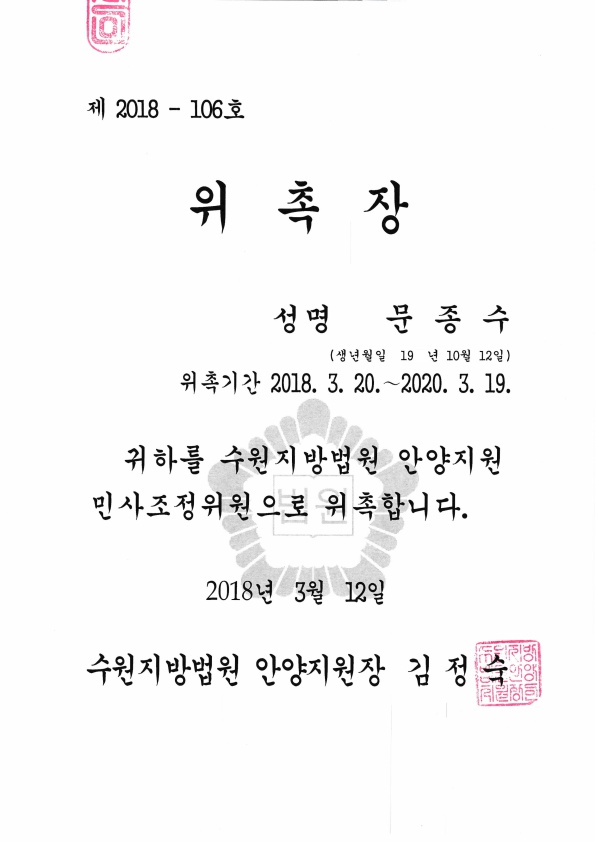 제 2018 - 106호
위 촉 장
성명 문 종 수
(생년월일 19 년 10월 12일)
위촉기간 2018. 3. 20.~2020. 3. 19.
귀하를 수원지방법원 안양지원
민사조정위원으로 위촉합니다.
법원
2018년 3월 12일
수원지방법원 안양지원장 김 정 숙